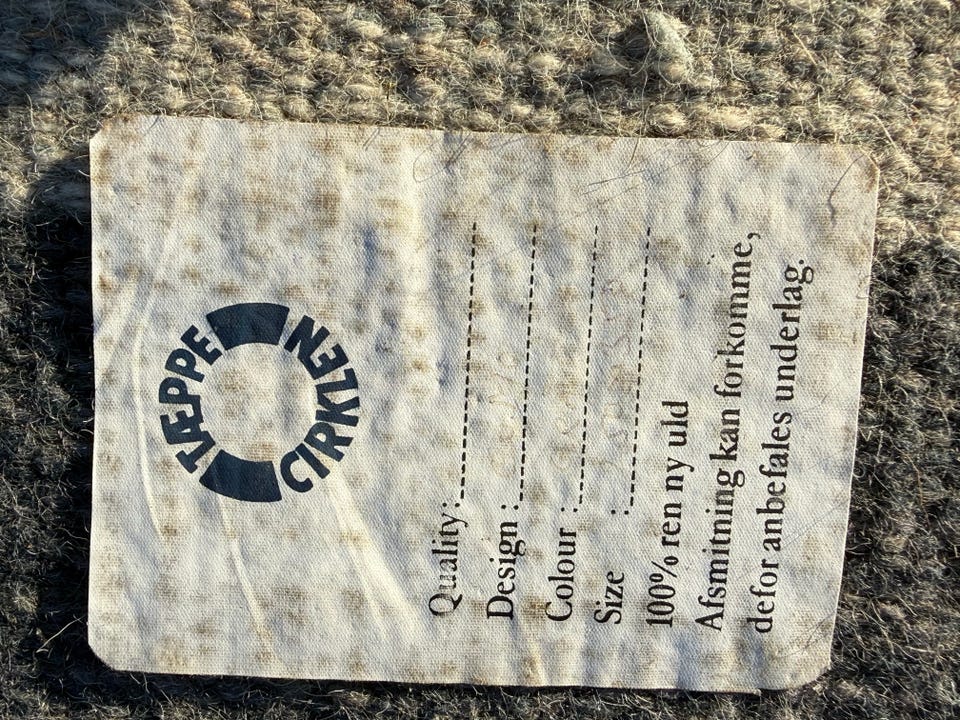 TÆPPE
CIRKLEN
Quality:
Design :
Colour :
Size :
100% ren ny uld
Afsmitning kan forkomme,
defor anbefales underlag.